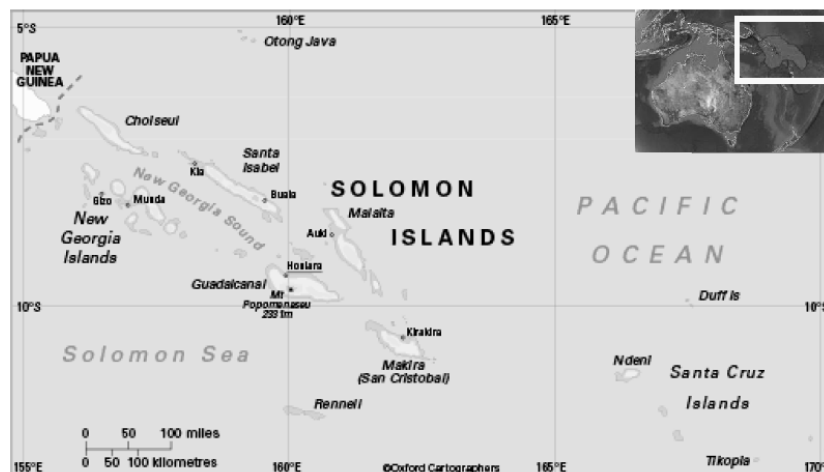 160°E
165°E
5°S
Otong Java
PAPUA
NEW
GUINEA
Choiseul
Santa
Isabel
Kia
New Georgia Sound
Buala
Gizo
Munda
SOLOMON
ISLANDS
Malaita
Auki
New
Georgia
Islands
PACIFIC
OCEAN
Honiara
Guadalcanal
Mt
Popomanaseu
2331m
10°S
Duff Is
10°S
Kirakira
Solomon Sea
Makira
(San Cristobal)
Ndeni
Santa Cruz
Islands
Rennell
0 50 100 miles
0 50 100 kilometres
Tikopia
155°E
160°E
©Oxford Cartographers
165°E
170°E